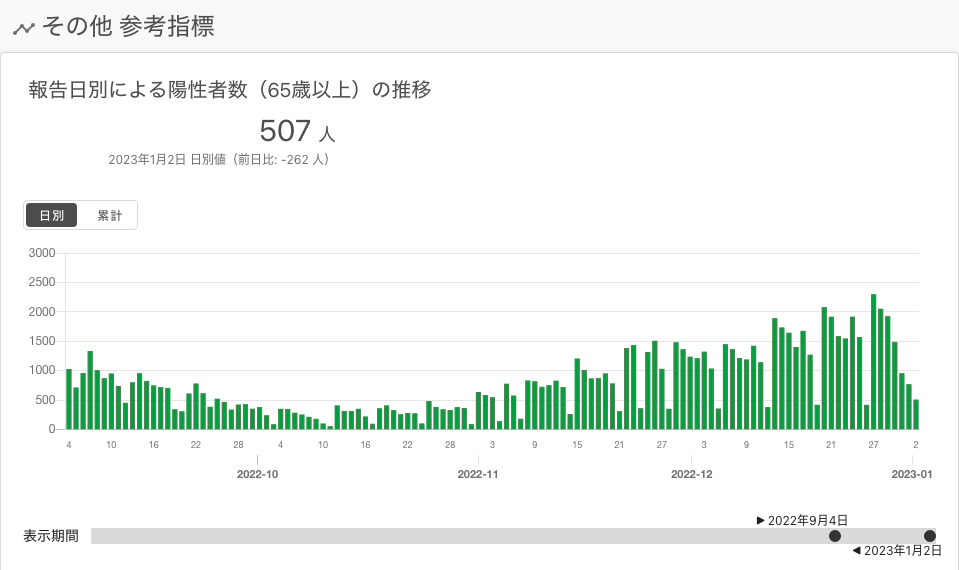 その他 参考指標
報告日別による陽性者数（65歳以上）の推移
507 人
2023年1月2日 日別値（前日比: -262 人）
日別 累計
3000
2500
2000
1500
1000
500
0
4 10 16 22 28 4 10 16 22 28 3 9 15 21 27 3 9 15 21 27 2
2022-10 2022-11 2022-12 2023-01
2022年9月4日
表示期間
2023年1月2日